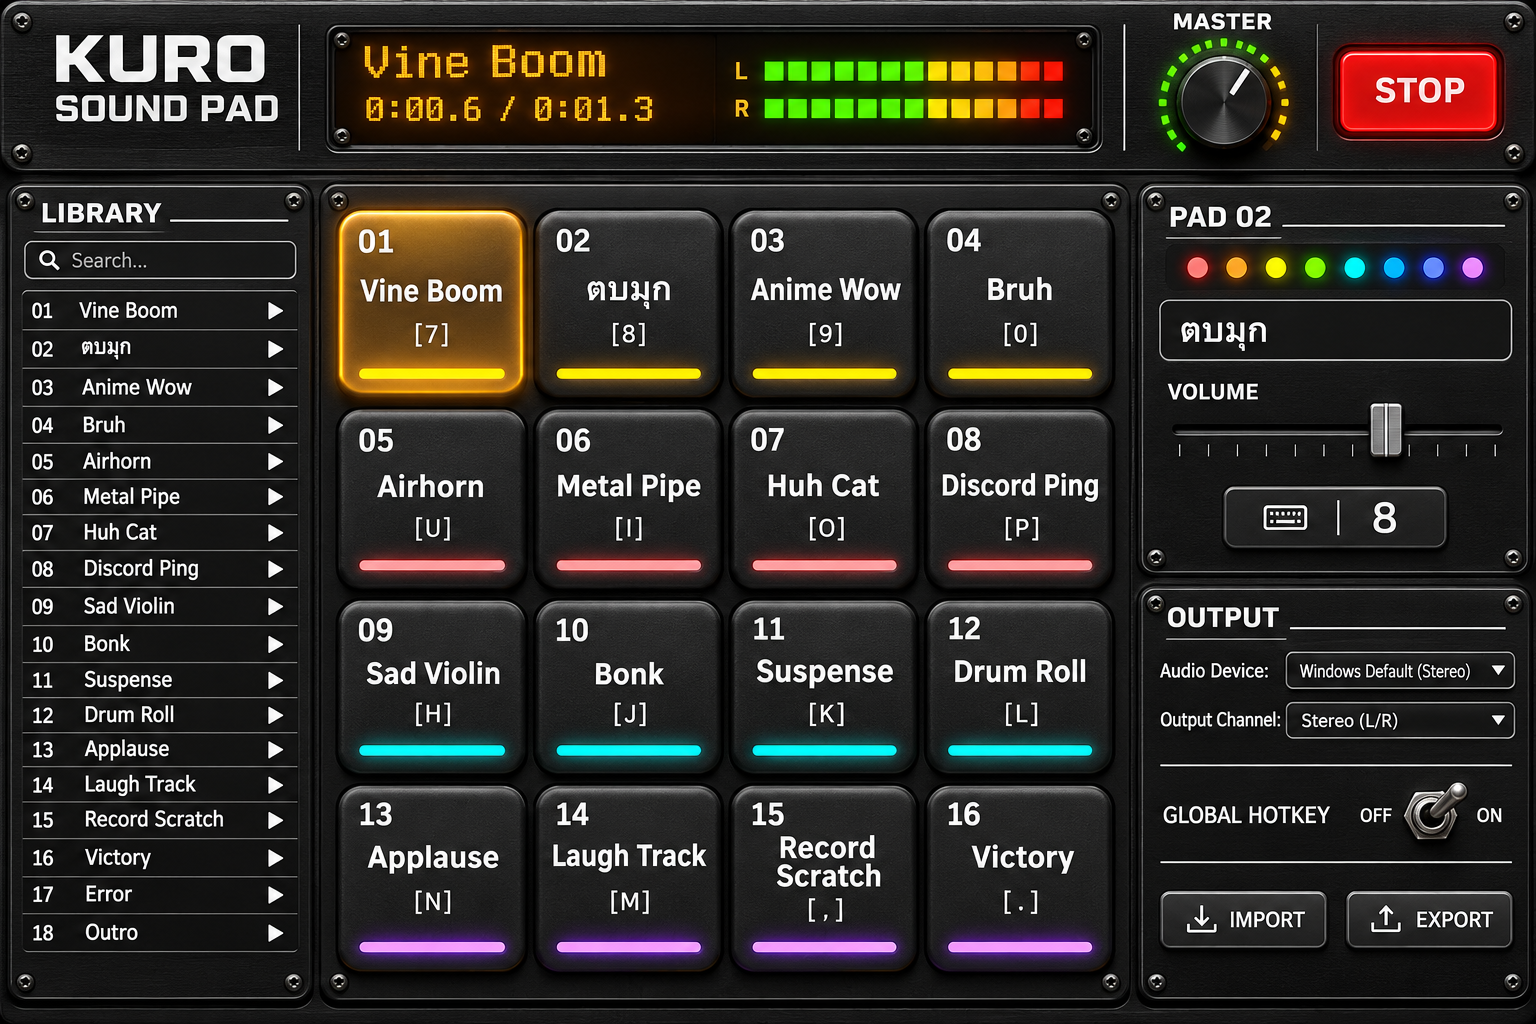 KURO
SOUND PAD
Vine Boom
0:00.6 / 0:01.3
L
R
MASTER
STOP
LIBRARY
Search...
01 Vine Boom
02 ตบมุก
03 Anime Wow
04 Bruh
05 Airhorn
06 Metal Pipe
07 Huh Cat
08 Discord Ping
09 Sad Violin
10 Bonk
11 Suspense
12 Drum Roll
13 Applause
14 Laugh Track
15 Record Scratch
16 Victory
17 Error
18 Outro
01
Vine Boom
[7]
02
ตบมุก
[8]
03
Anime Wow
[9]
04
Bruh
[0]
05
Airhorn
[U]
06
Metal Pipe
[I]
07
Huh Cat
[O]
08
Discord Ping
[P]
09
Sad Violin
[H]
10
Bonk
[J]
11
Suspense
[K]
12
Drum Roll
[L]
13
Applause
[N]
14
Laugh Track
[M]
15
Record
Scratch
[,]
16
Victory
[.]
PAD 02
ตบมุก
VOLUME
8
OUTPUT
Audio Device: Windows Default (Stereo)
Output Channel: Stereo (L/R)
GLOBAL HOTKEY OFF ON
IMPORT EXPORT